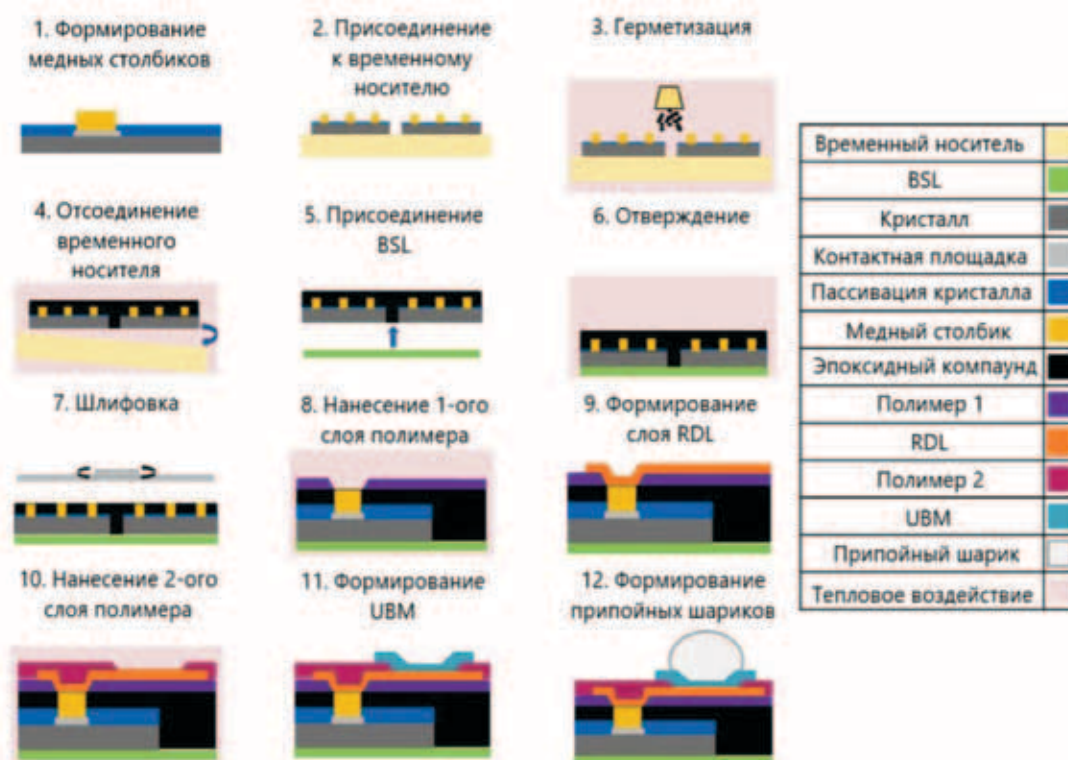 1. Формирование
медных столбиков
2. Присоединение
к временному
носителю
3. Герметизация
4. Отсоединение
временного
носителя
5. Присоединение
BSL
6. Отверждение
7. Шлифовка
8. Нанесение 1-ого
слоя полимера
9. Формирование
слоя RDL
10. Нанесение 2-ого
слоя полимера
11. Формирование
UBM
12. Формирование
припойных шариков
Временный носитель
BSL
Кристалл
Контактная площадка
Пассивация кристалла
Медный столбик
Эпоксидный компаунд
Полимер 1
RDL
Полимер 2
UBM
Припойный шарик
Тепловое воздействие